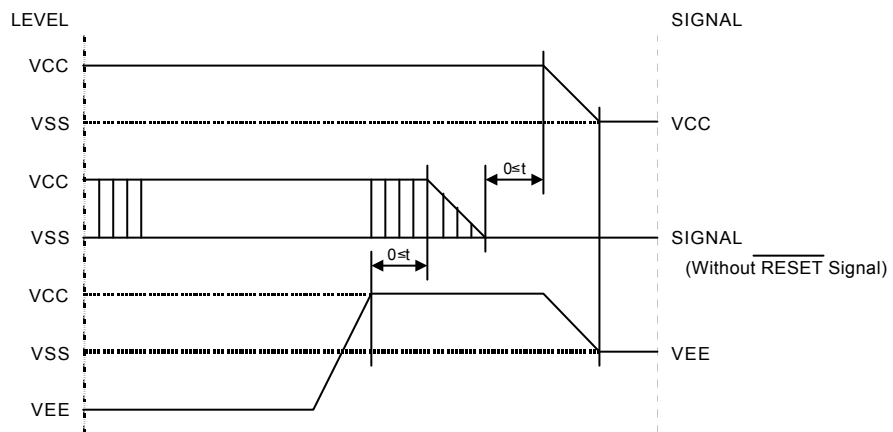 LEVEL
SIGNAL
VCC
VSS
VCC
VCC
0≤t
VSS
SIGNAL
(Without RESET Signal)
0≤t
VCC
VSS
VEE
VEE